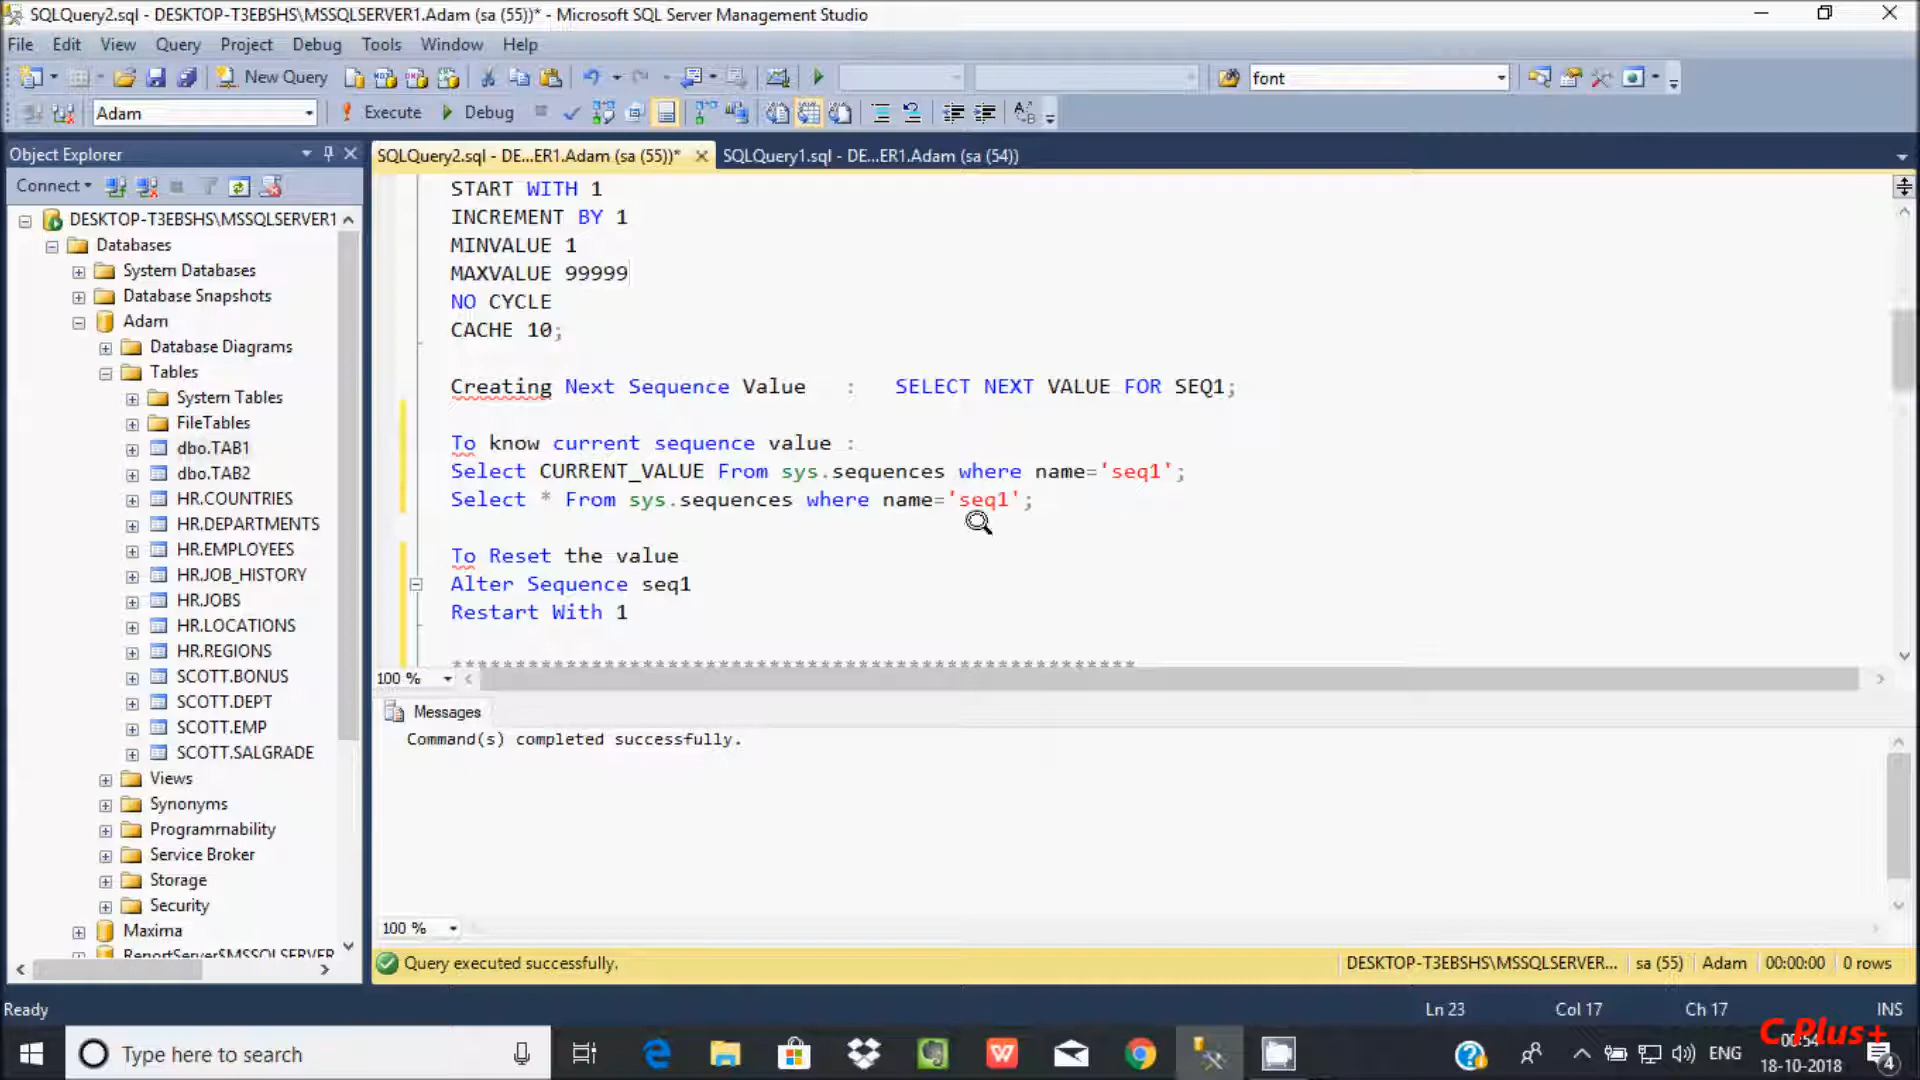 SQLQuery2.sql - DESKTOP-T3EBSHS\MSSQLSERVER1.Adam (sa (55))* - Microsoft SQL Server Management Studio
File Edit View Query Project Debug Tools Window Help
New Query
font
Adam
Execute
Debug
Object Explorer
Connect
DESKTOP-T3EBSHS\MSSQLSERVER1
Databases
System Databases
Database Snapshots
Adam
Database Diagrams
Tables
System Tables
FileTables
dbo.TAB1
dbo.TAB2
HR.COUNTRIES
HR.DEPARTMENTS
HR.EMPLOYEES
HR.JOB_HISTORY
HR.JOBS
HR.LOCATIONS
HR.REGIONS
SCOTT.BONUS
SCOTT.DEPT
SCOTT.EMP
SCOTT.SALGRADE
Views
Synonyms
Programmability
Service Broker
Storage
Security
Maxima
ReportServer$MSSQLSERVER
SQLQuery2.sql - DE...ER1.Adam (sa (55))*
SQLQuery1.sql - DE...ER1.Adam (sa (54))
START WITH 1
INCREMENT BY 1
MINVALUE 1
MAXVALUE 99999
NO CYCLE
CACHE 10;
Creating Next Sequence Value : SELECT NEXT VALUE FOR SEQ1;
To know current sequence value :
Select CURRENT_VALUE From sys.sequences where name='seq1';
Select * From sys.sequences where name='seq1';
To Reset the value
Alter Sequence seq1
Restart With 1
******************************************************
100 %
Messages
Command(s) completed successfully.
100 %
Query executed successfully.
DESKTOP-T3EBSHS\MSSQLSERVER... sa (55) Adam 00:00:00 0 rows
Ready
Ln 23 Col 17 Ch 17 INS
C Plus+
Type here to search
ENG
00:54
18-10-2018
4